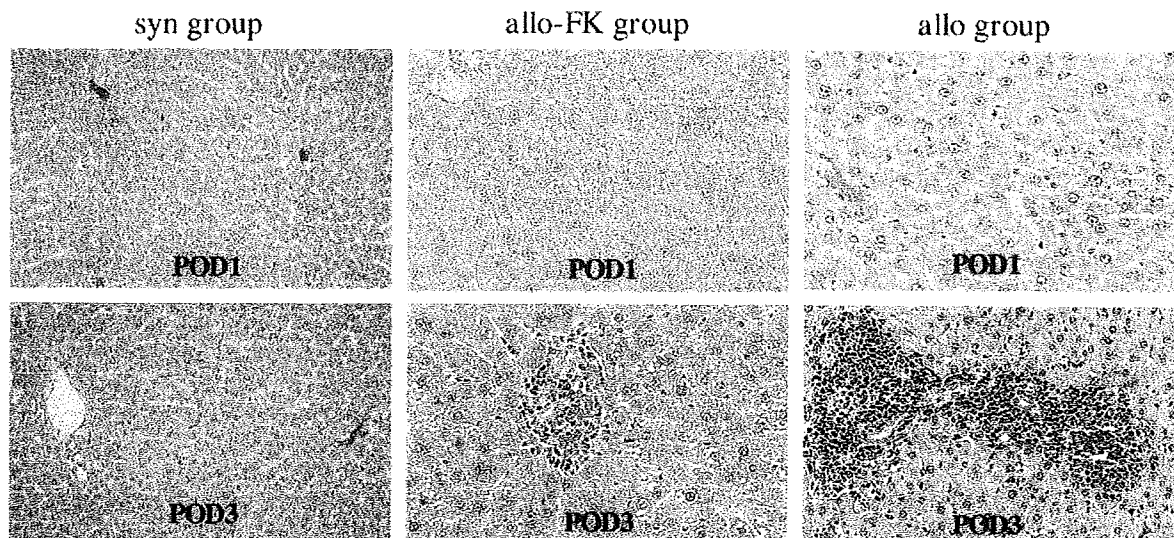 syn group allo-FK group allo group
POD1 POD1 POD1
POD3 POD3 POD3